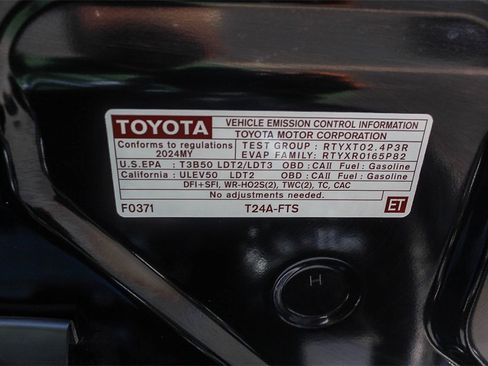 TOYOTA
VEHICLE EMISSION CONTROL INFORMATION
TOYOTA MOTOR CORPORATION
Conforms to regulations
2024MY
TEST GROUP : RTYXT02.4P3R
EVAP FAMILY: RTYXR0165P82
U.S.EPA : T3B50 LDT2/LDT3 OBD : CAII Fuel : Gasoline
California : ULEV50 LDT2 OBD : CAII Fuel : Gasoline
DFI+SFI, WR-HO2S(2), TWC(2), TC, CAC
No adjustments needed.
F0371 T24A-FTS ET
H